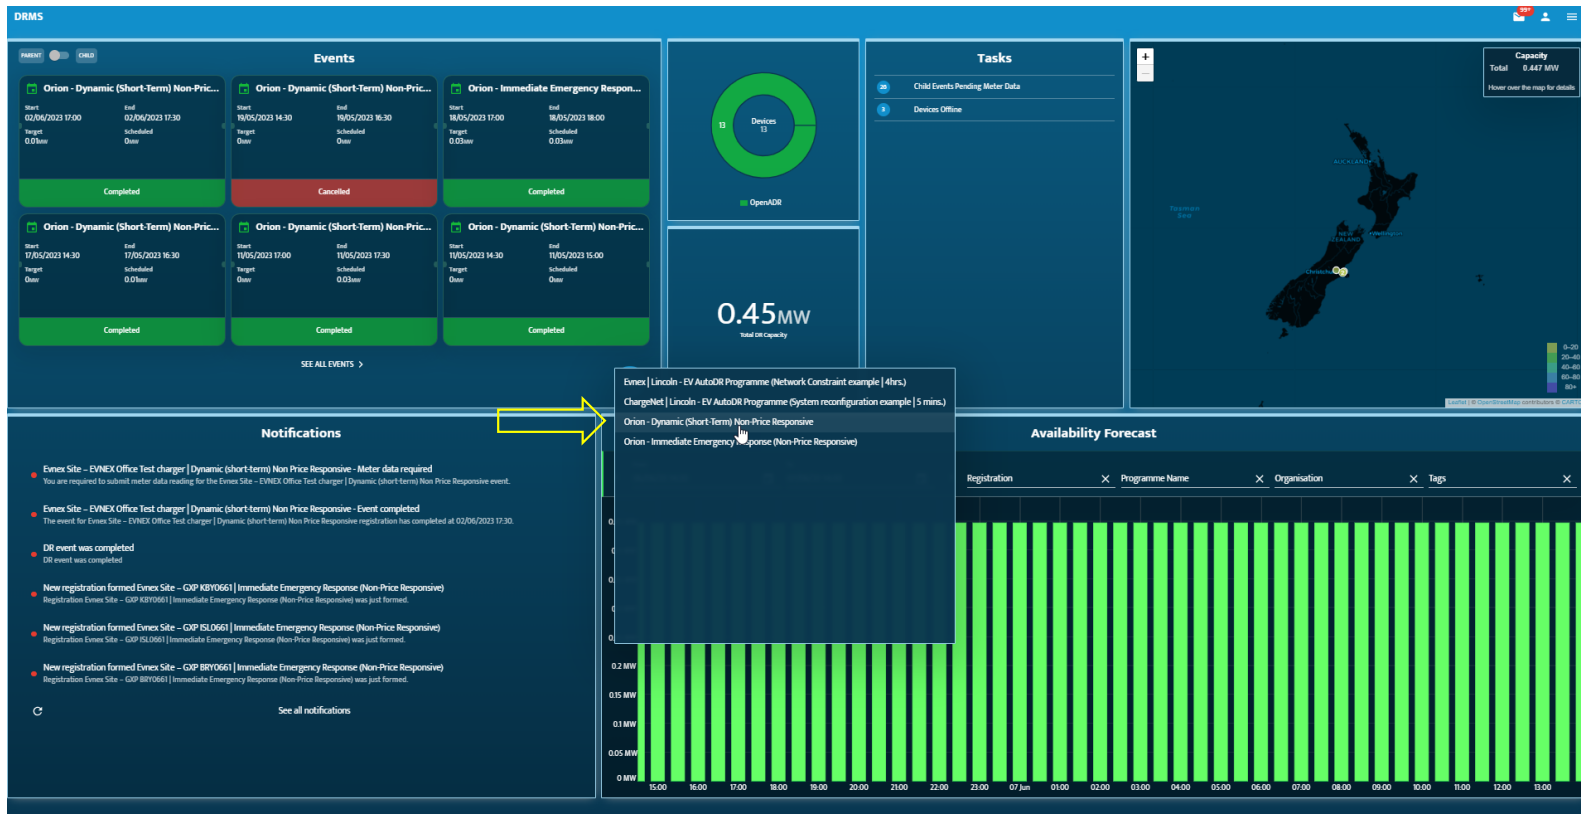 DRMS
99+
PARENT
CHILD
Events
Orion - Dynamic (Short-Term) Non-Pric...
Start
End
02/06/2023 17:00
02/06/2023 17:30
Target
Scheduled
0.01MW
0MW
Completed
Orion - Dynamic (Short-Term) Non-Pric...
Start
End
19/05/2023 14:30
19/05/2023 16:30
Target
Scheduled
0MW
0MW
Cancelled
Orion - Immediate Emergency Respon...
Start
End
18/05/2023 17:00
18/05/2023 18:00
Target
Scheduled
0.03MW
0.03MW
Completed
Orion - Dynamic (Short-Term) Non-Pric...
Start
End
17/05/2023 14:30
17/05/2023 16:30
Target
Scheduled
0MW
0.01MW
Completed
Orion - Dynamic (Short-Term) Non-Pric...
Start
End
11/05/2023 17:00
11/05/2023 17:30
Target
Scheduled
0MW
0.03MW
Completed
Orion - Dynamic (Short-Term) Non-Pric...
Start
End
11/05/2023 14:30
11/05/2023 15:00
Target
Scheduled
0MW
0MW
Completed
SEE ALL EVENTS >
13
Devices
13
OpenADR
0.45MW
Total DR Capacity
Tasks
28 Child Events Pending Meter Data
3 Devices Offline
+
−
Capacity
Total 0.447 MW
Hover over the map for details
AUCKLAND
Tasman
Sea
NEW
ZEALAND
Wellington
Christchurch
2
0–20
20–40
40–60
60–80
80+
Leaflet | © OpenStreetMap contributors © CARTO
Evnex | Lincoln - EV AutoDR Programme (Network Constraint example | 4hrs.)
ChargeNet | Lincoln - EV AutoDR Programme (System reconfiguration example | 5 mins.)
Orion - Dynamic (Short-Term) Non-Price Responsive
Orion - Immediate Emergency Response (Non-Price Responsive)
Notifications
Evnex Site – EVNEX Office Test charger | Dynamic (short-term) Non Price Responsive - Meter data required
You are required to submit meter data reading for the Evnex Site – EVNEX Office Test charger | Dynamic (short-term) Non Price Responsive event.
Evnex Site – EVNEX Office Test charger | Dynamic (short-term) Non Price Responsive - Event completed
The event for Evnex Site – EVNEX Office Test charger | Dynamic (short-term) Non Price Responsive registration has completed at 02/06/2023 17:30.
DR event was completed
DR event was completed
New registration formed Evnex Site – GXP KBY0661 | Immediate Emergency Response (Non-Price Responsive)
Registration Evnex Site – GXP KBY0661 | Immediate Emergency Response (Non-Price Responsive) was just formed.
New registration formed Evnex Site – GXP ISL0661 | Immediate Emergency Response (Non-Price Responsive)
Registration Evnex Site – GXP ISL0661 | Immediate Emergency Response (Non-Price Responsive) was just formed.
New registration formed Evnex Site – GXP BRY0661 | Immediate Emergency Response (Non-Price Responsive)
Registration Evnex Site – GXP BRY0661 | Immediate Emergency Response (Non-Price Responsive) was just formed.
See all notifications
Availability Forecast
Registration
Programme Name
Organisation
Tags
0.2 MW
0.15 MW
0.1 MW
0.05 MW
0 MW
15:00 16:00 17:00 18:00 19:00 20:00 21:00 22:00 23:00 07 Jun 01:00 02:00 03:00 04:00 05:00 06:00 07:00 08:00 09:00 10:00 11:00 12:00 13:00